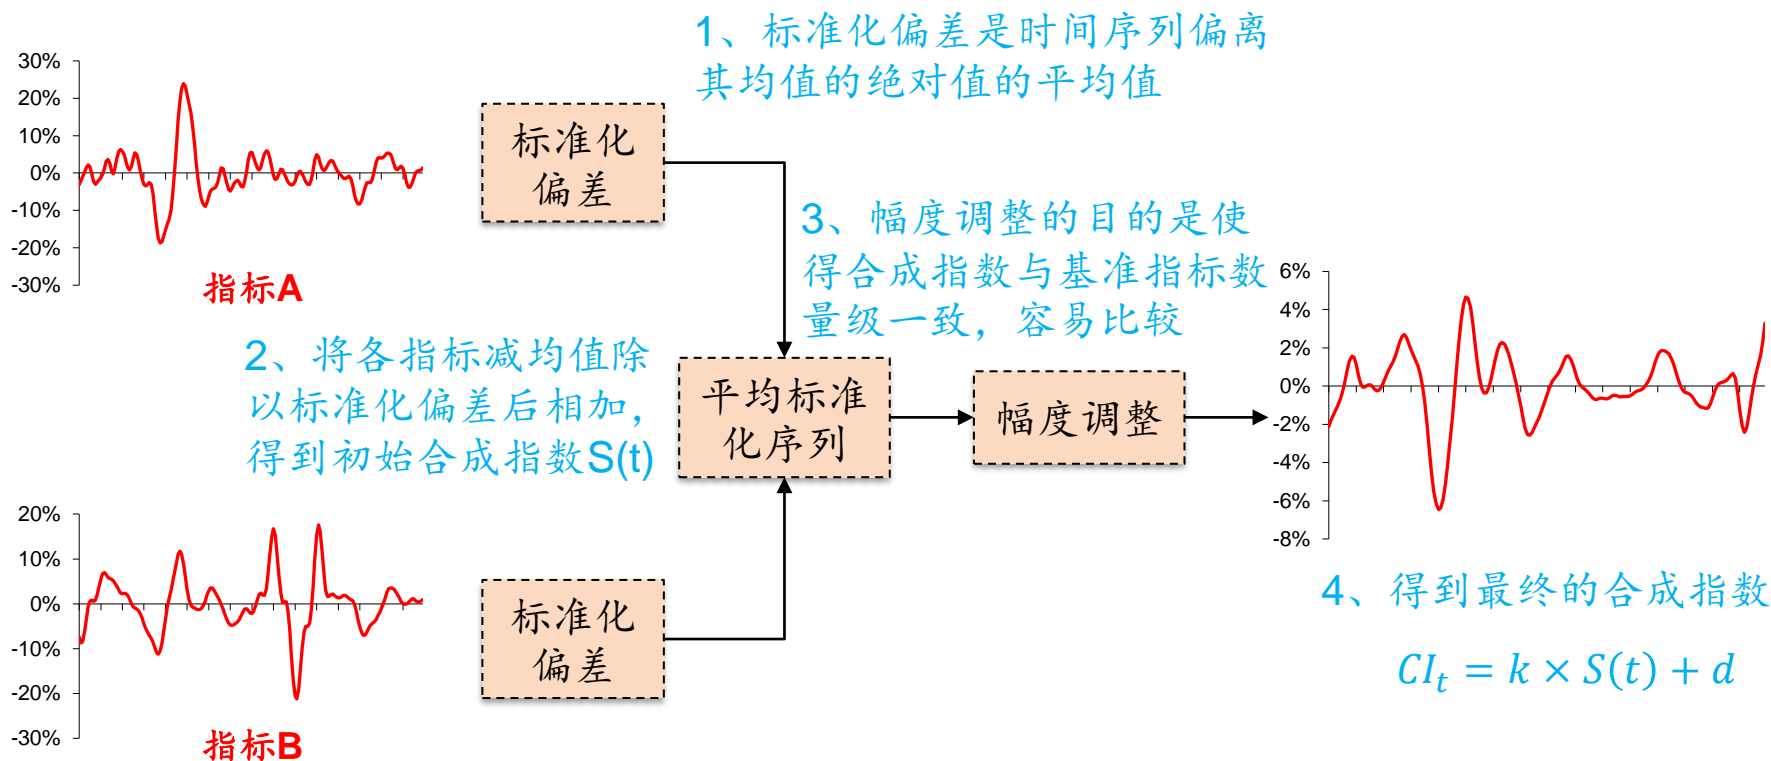 1、标准化偏差是时间序列偏离
其均值的绝对值的平均值
30%
20%
10%
0%
-10%
-20%
-30%
指标A
标准化
偏差
3、幅度调整的目的是使
得合成指数与基准指标数
量级一致，容易比较
2、将各指标减均值除
以标准化偏差后相加，
得到初始合成指数S(t)
平均标准
化序列
幅度调整
6%
4%
2%
0%
-2%
-4%
-6%
-8%
20%
10%
0%
-10%
-20%
-30%
指标B
标准化
偏差
4、得到最终的合成指数
$CI_t = k \times S(t) + d$